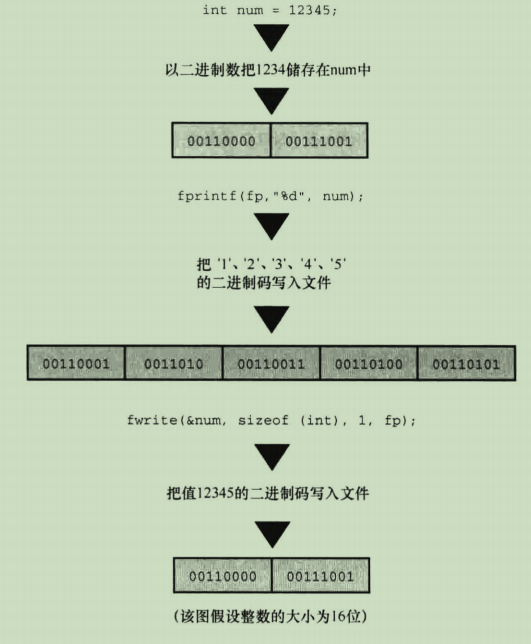 int num = 12345;
以二进制数把1234储存在num中
00110000 00111001
fprintf(fp,"%d", num);
把 '1'、'2'、'3'、'4'、'5'
的二进制码写入文件
00110001 0011010 00110011 00110100 00110101
fwrite(&num, sizeof (int), 1, fp);
把值12345的二进制码写入文件
00110000 00111001
(该图假设整数的大小为16位)